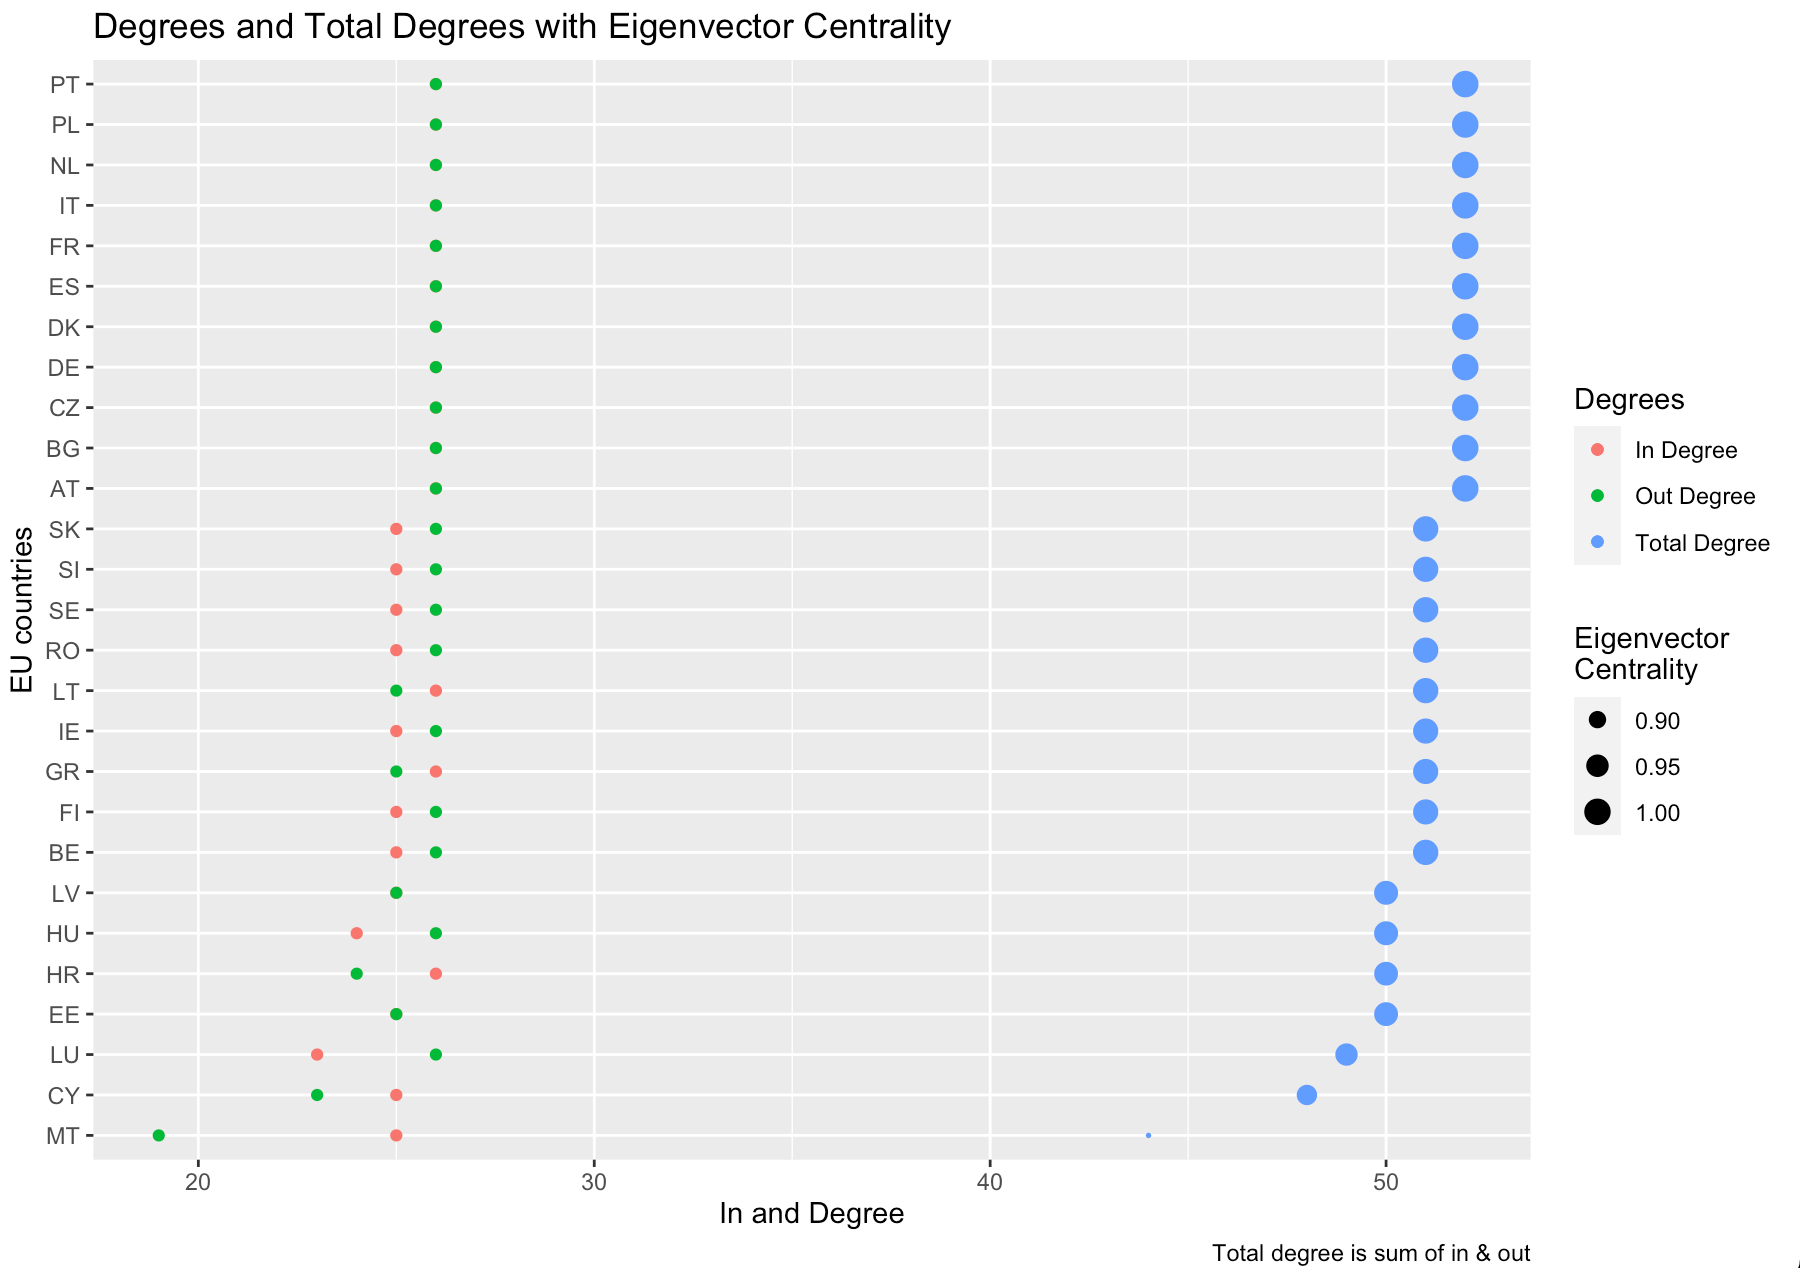 Degrees and Total Degrees with Eigenvector Centrality
EU countries
PT
PL
NL
IT
FR
ES
DK
DE
CZ
BG
AT
SK
SI
SE
RO
LT
IE
GR
FI
BE
LV
HU
HR
EE
LU
CY
MT
20 30 40 50
In and Degree
Total degree is sum of in & out
Degrees
In Degree
Out Degree
Total Degree
Eigenvector
Centrality
0.90
0.95
1.00